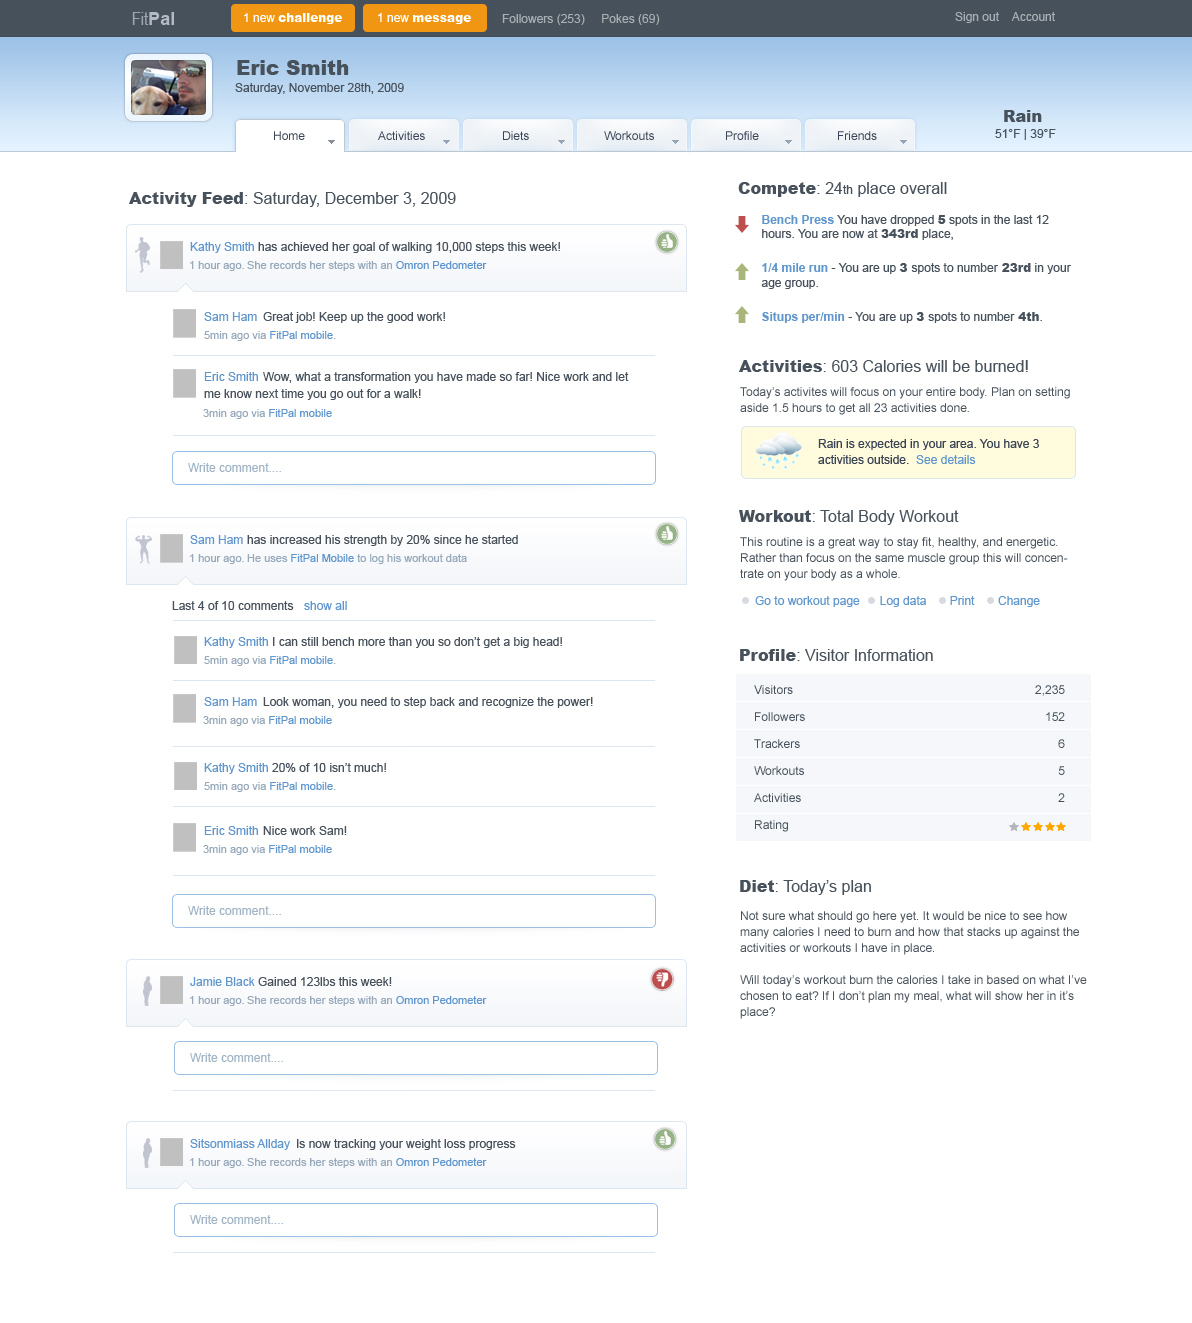 FitPal
1 new challenge
1 new message
Followers (253)
Pokes (69)
Sign out
Account
Eric Smith
Saturday, November 28th, 2009
Home
Activities
Diets
Workouts
Profile
Friends
Rain
51°F | 39°F
Activity Feed: Saturday, December 3, 2009
Kathy Smith has achieved her goal of walking 10,000 steps this week!
1 hour ago. She records her steps with an Omron Pedometer
Sam Ham Great job! Keep up the good work!
5min ago via FitPal mobile.
Eric Smith Wow, what a transformation you have made so far! Nice work and let
me know next time you go out for a walk!
3min ago via FitPal mobile
Write comment....
Sam Ham has increased his strength by 20% since he started
1 hour ago. He uses FitPal Mobile to log his workout data
Last 4 of 10 comments show all
Kathy Smith I can still bench more than you so don't get a big head!
5min ago via FitPal mobile.
Sam Ham Look woman, you need to step back and recognize the power!
3min ago via FitPal mobile
Kathy Smith 20% of 10 isn't much!
5min ago via FitPal mobile.
Eric Smith Nice work Sam!
3min ago via FitPal mobile
Write comment....
Jamie Black Gained 123lbs this week!
1 hour ago. She records her steps with an Omron Pedometer
Write comment....
Sitsonmiass Allday Is now tracking your weight loss progress
1 hour ago. She records her steps with an Omron Pedometer
Write comment....
Compete: 24th place overall
Bench Press You have dropped 5 spots in the last 12
hours. You are now at 343rd place,
1/4 mile run - You are up 3 spots to number 23rd in your
age group.
Situps per/min - You are up 3 spots to number 4th.
Activities: 603 Calories will be burned!
Today's activites will focus on your entire body. Plan on setting
aside 1.5 hours to get all 23 activities done.
Rain is expected in your area. You have 3
activities outside. See details
Workout: Total Body Workout
This routine is a great way to stay fit, healthy, and energetic.
Rather than focus on the same muscle group this will concen-
trate on your body as a whole.
Go to workout page
Log data
Print
Change
Profile: Visitor Information
Visitors 2,235
Followers 152
Trackers 6
Workouts 5
Activities 2
Rating
Diet: Today's plan
Not sure what should go here yet. It would be nice to see how
many calories I need to burn and how that stacks up against the
activities or workouts I have in place.
Will today's workout burn the calories I take in based on what I've
chosen to eat? If I don't plan my meal, what will show her in it's
place?